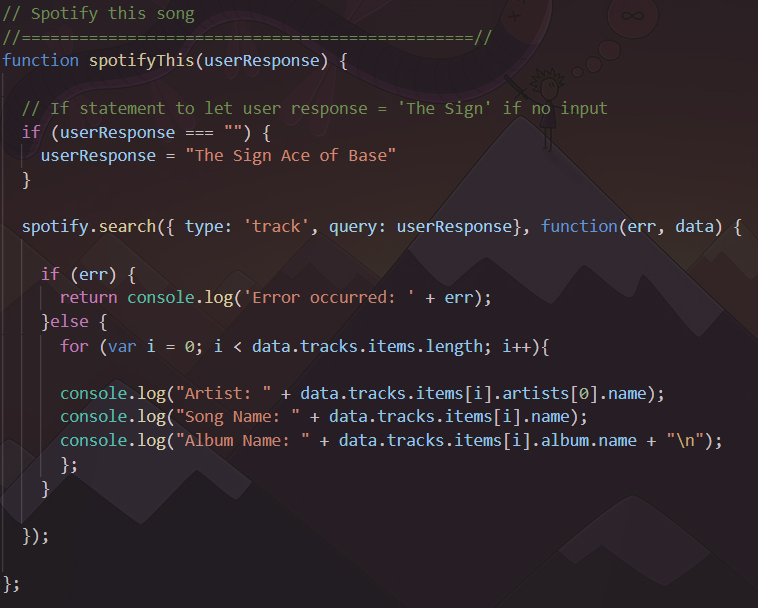 // Spotify this song
//===============================================//
function spotifyThis(userResponse) {
// If statement to let user response = 'The Sign' if no input
if (userResponse === "") {
userResponse = "The Sign Ace of Base"
}
spotify.search({ type: 'track', query: userResponse}, function(err, data) {
if (err) {
return console.log('Error occurred: ' + err);
}else {
for (var i = 0; i < data.tracks.items.length; i++){
console.log("Artist: " + data.tracks.items[i].artists[0].name);
console.log("Song Name: " + data.tracks.items[i].name);
console.log("Album Name: " + data.tracks.items[i].album.name + "\n");
};
}
});
};